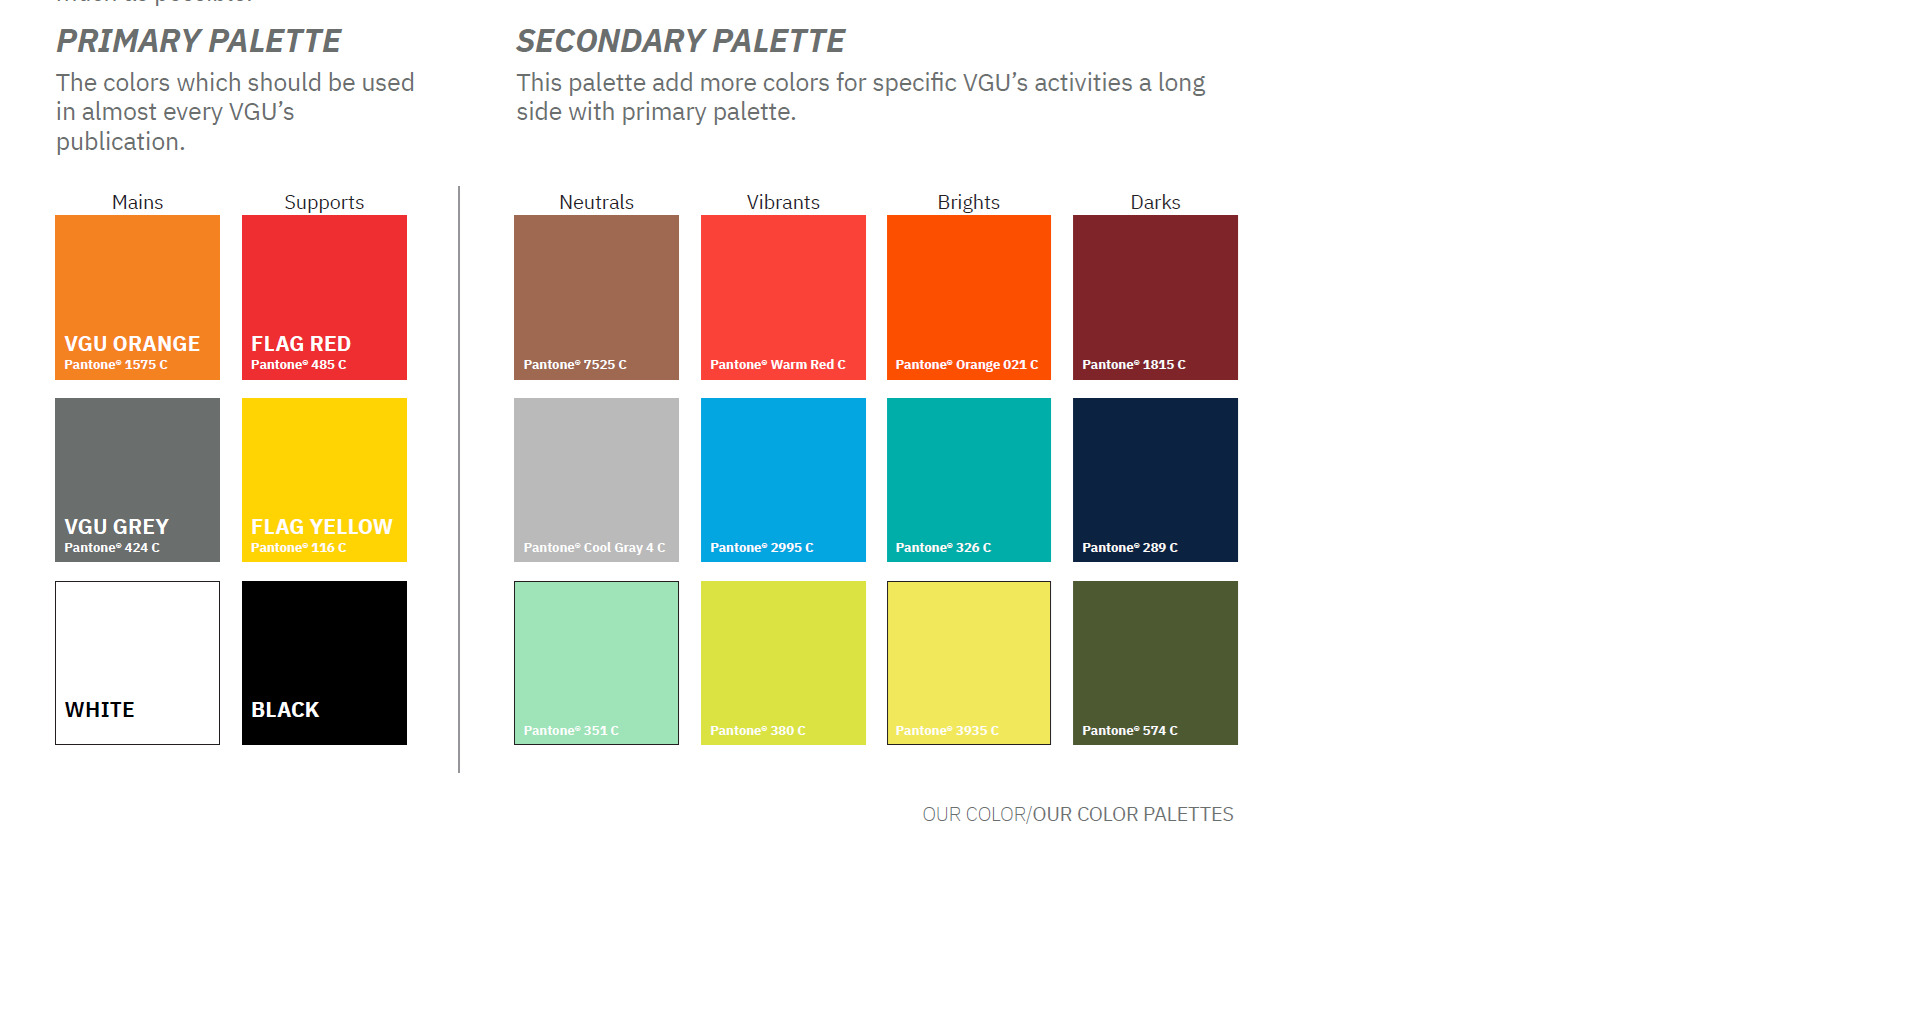 much as possible.
PRIMARY PALETTE
The colors which should be used
in almost every VGU’s
publication.
SECONDARY PALETTE
This palette add more colors for specific VGU’s activities a long
side with primary palette.
Mains
Supports
Neutrals
Vibrants
Brights
Darks
VGU ORANGE
Pantone® 1575 C
FLAG RED
Pantone® 485 C
Pantone® 7525 C
Pantone® Warm Red C
Pantone® Orange 021 C
Pantone® 1815 C
VGU GREY
Pantone® 424 C
FLAG YELLOW
Pantone® 116 C
Pantone® Cool Gray 4 C
Pantone® 2995 C
Pantone® 326 C
Pantone® 289 C
WHITE
BLACK
Pantone® 351 C
Pantone® 380 C
Pantone® 3935 C
Pantone® 574 C
OUR COLOR/OUR COLOR PALETTES